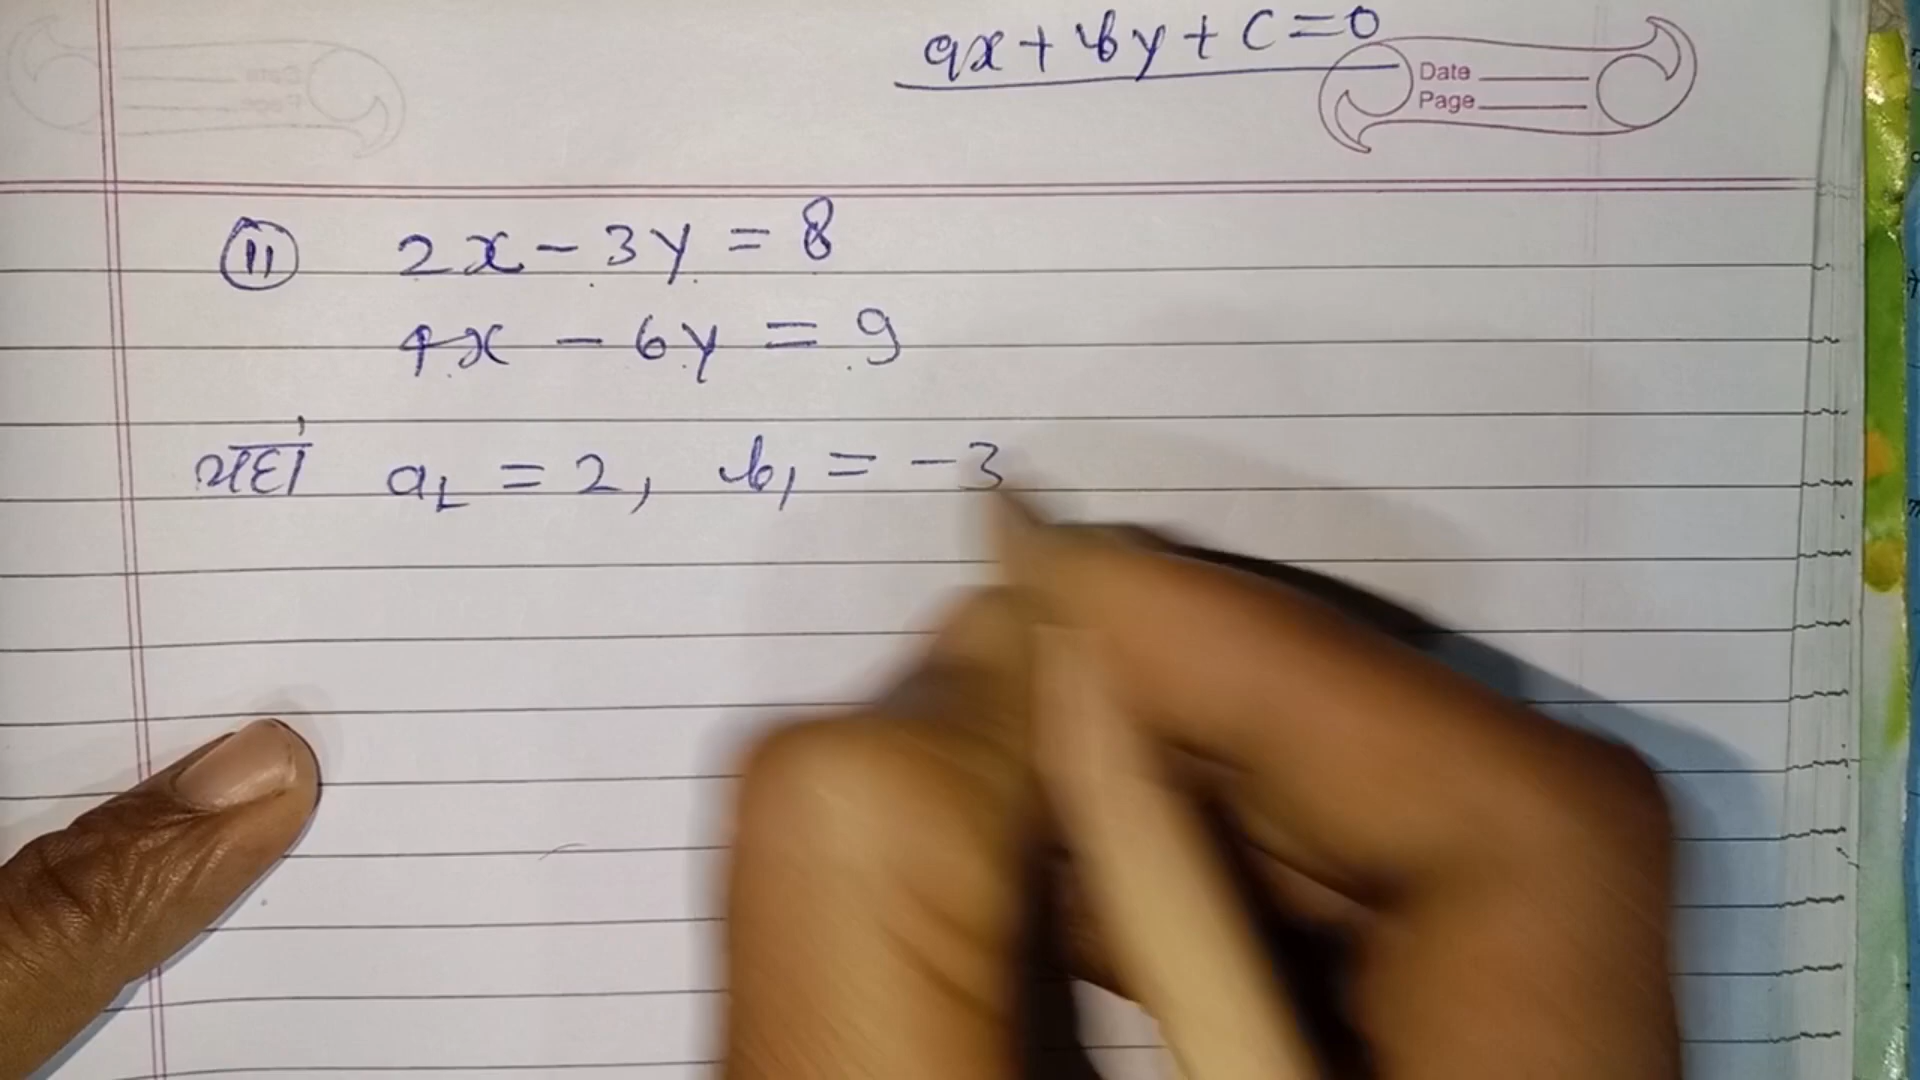 ax + by + c = 0
Date
Page
(ii) 2x - 3y = 8
4x - 6y = 9
यहां a₁ = 2, b₁ = -3